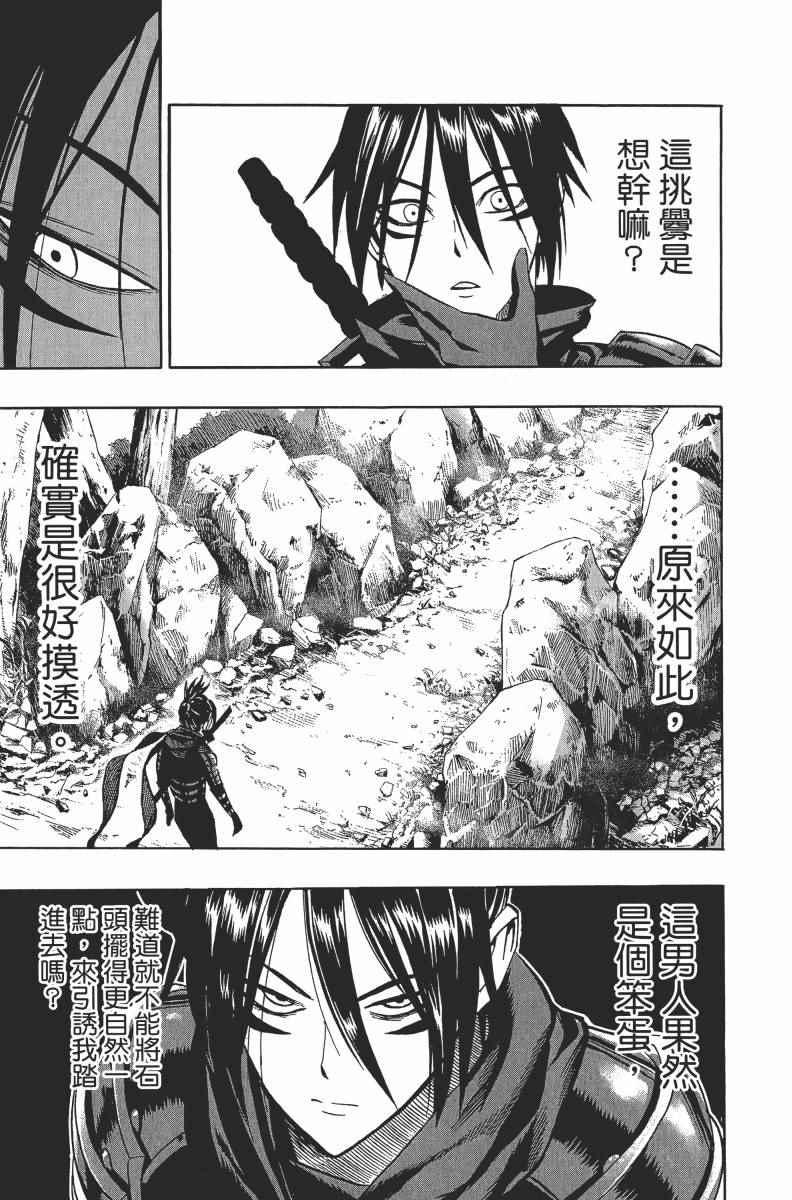 這挑釁是
想幹嘛？
……原來如此，
確實是很好摸透。
這男人果然
是個笨蛋，
難道就不能將石
頭擺得更自然一
點，來引誘我踏
進去嗎？